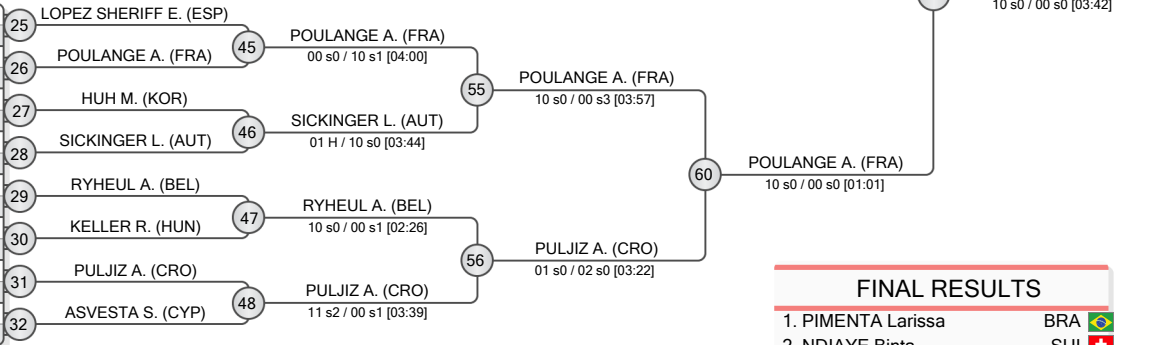 10 s0 / 00 s0 [03:42]
25 LOPEZ SHERIFF E. (ESP)
26 POULANGE A. (FRA)
45 POULANGE A. (FRA)
00 s0 / 10 s1 [04:00]
27 HUH M. (KOR)
28 SICKINGER L. (AUT)
46 SICKINGER L. (AUT)
01 H / 10 s0 [03:44]
55 POULANGE A. (FRA)
10 s0 / 00 s3 [03:57]
29 RYHEUL A. (BEL)
30 KELLER R. (HUN)
47 RYHEUL A. (BEL)
10 s0 / 00 s1 [02:26]
31 PULJIZ A. (CRO)
32 ASVESTA S. (CYP)
48 PULJIZ A. (CRO)
11 s2 / 00 s1 [03:39]
56 PULJIZ A. (CRO)
01 s0 / 02 s0 [03:22]
60 POULANGE A. (FRA)
10 s0 / 00 s0 [01:01]
FINAL RESULTS
1. PIMENTA Larissa BRA
2. NDIAYE Binta SUI